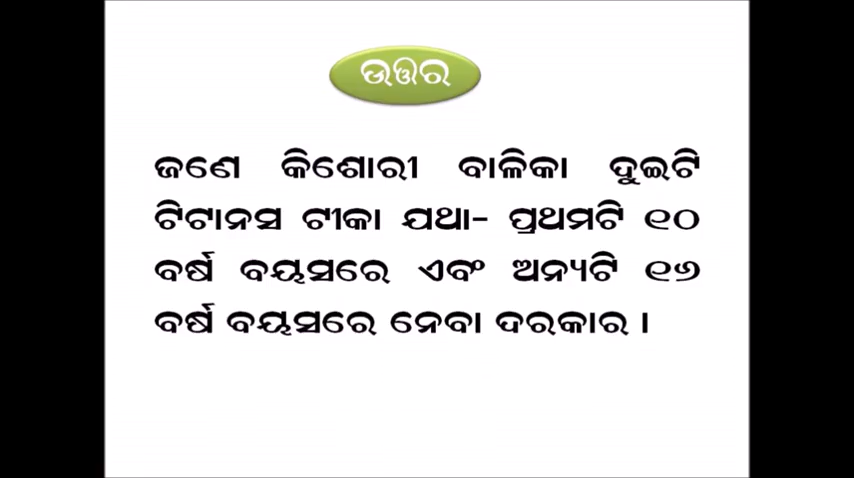 ଉତ୍ତର
ଜଣେ କିଶୋରୀ ବାଳିକା ଦୁଇଟି
ଟିଟାନସ ଟୀକା ଯଥା- ପ୍ରଥମଟି ୧୦
ବର୍ଷ ବୟସରେ ଏବଂ ଅନ୍ୟଟି ୧୬
ବର୍ଷ ବୟସରେ ନେବା ଦରକାର ।